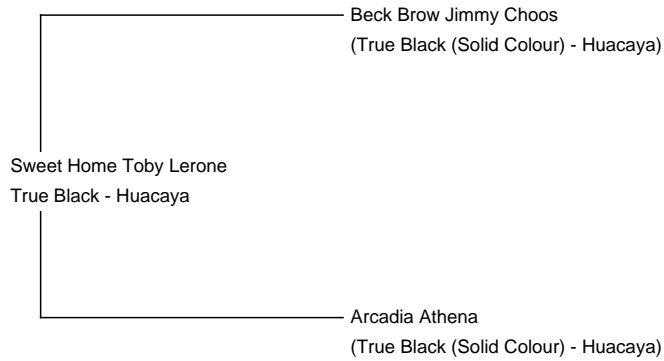 Beck Brow Jimmy Choos
(True Black (Solid Colour) - Huacaya)
Sweet Home Toby Lerone
True Black - Huacaya
Arcadia Athena
(True Black (Solid Colour) - Huacaya)